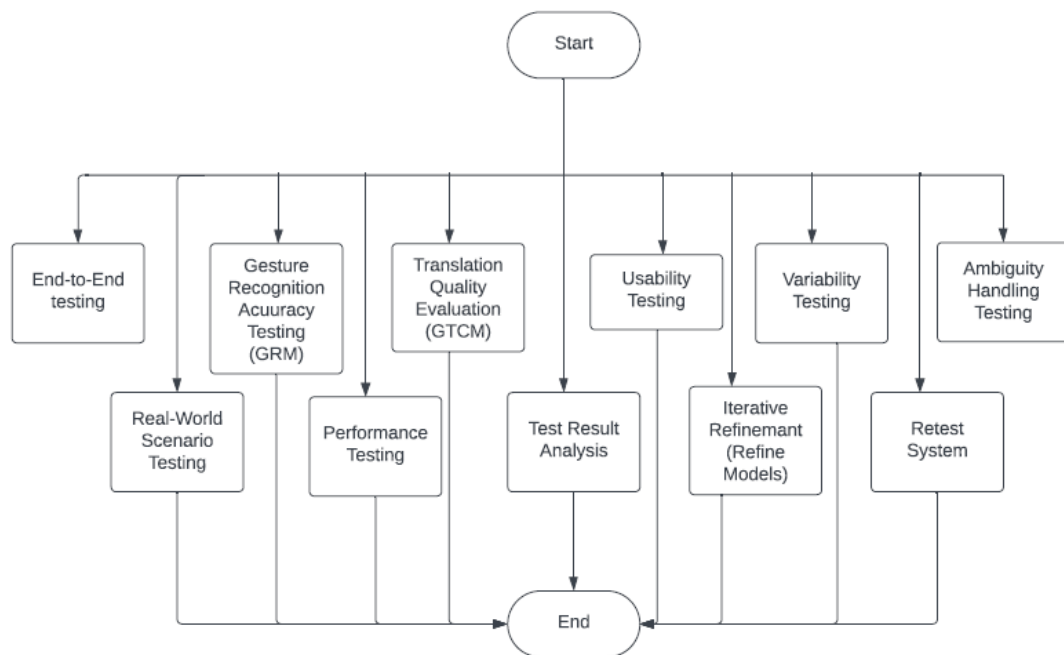 Start
End-to-End
testing
Gesture
Recognition
Acuuracy
Testing
(GRM)
Translation
Quality
Evaluation
(GTCM)
Usability
Testing
Variability
Testing
Ambiguity
Handling
Testing
Real-World
Scenario
Testing
Performance
Testing
Test Result
Analysis
Iterative
Refinemant
(Refine
Models)
Retest
System
End